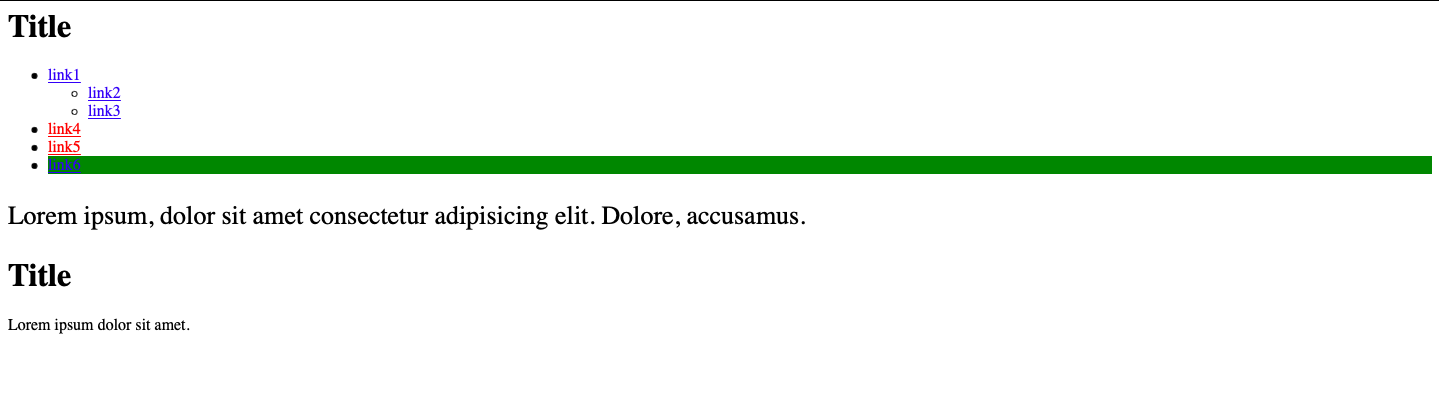 Title
link1
link2
link3
link4
link5
link6
Lorem ipsum, dolor sit amet consectetur adipisicing elit. Dolore, accusamus.
Title
Lorem ipsum dolor sit amet.